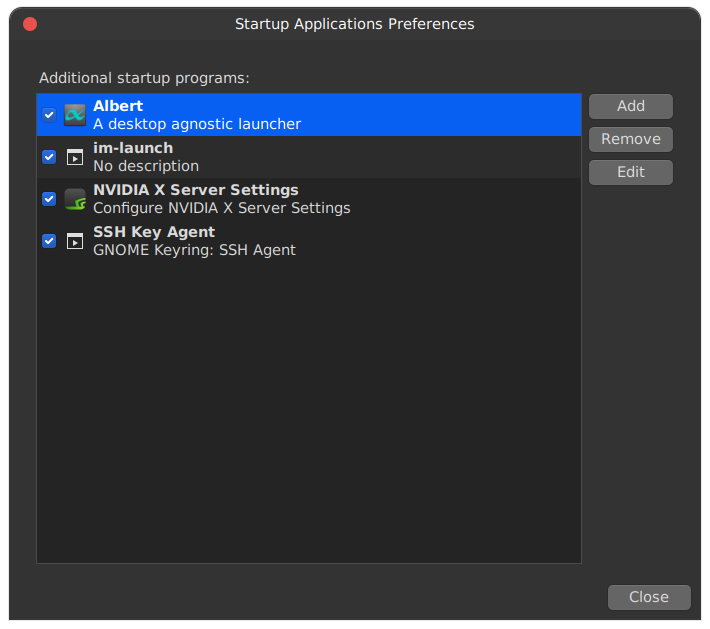 Startup Applications Preferences
Additional startup programs:
Albert
A desktop agnostic launcher
im-launch
No description
NVIDIA X Server Settings
Configure NVIDIA X Server Settings
SSH Key Agent
GNOME Keyring: SSH Agent
Add
Remove
Edit
Close